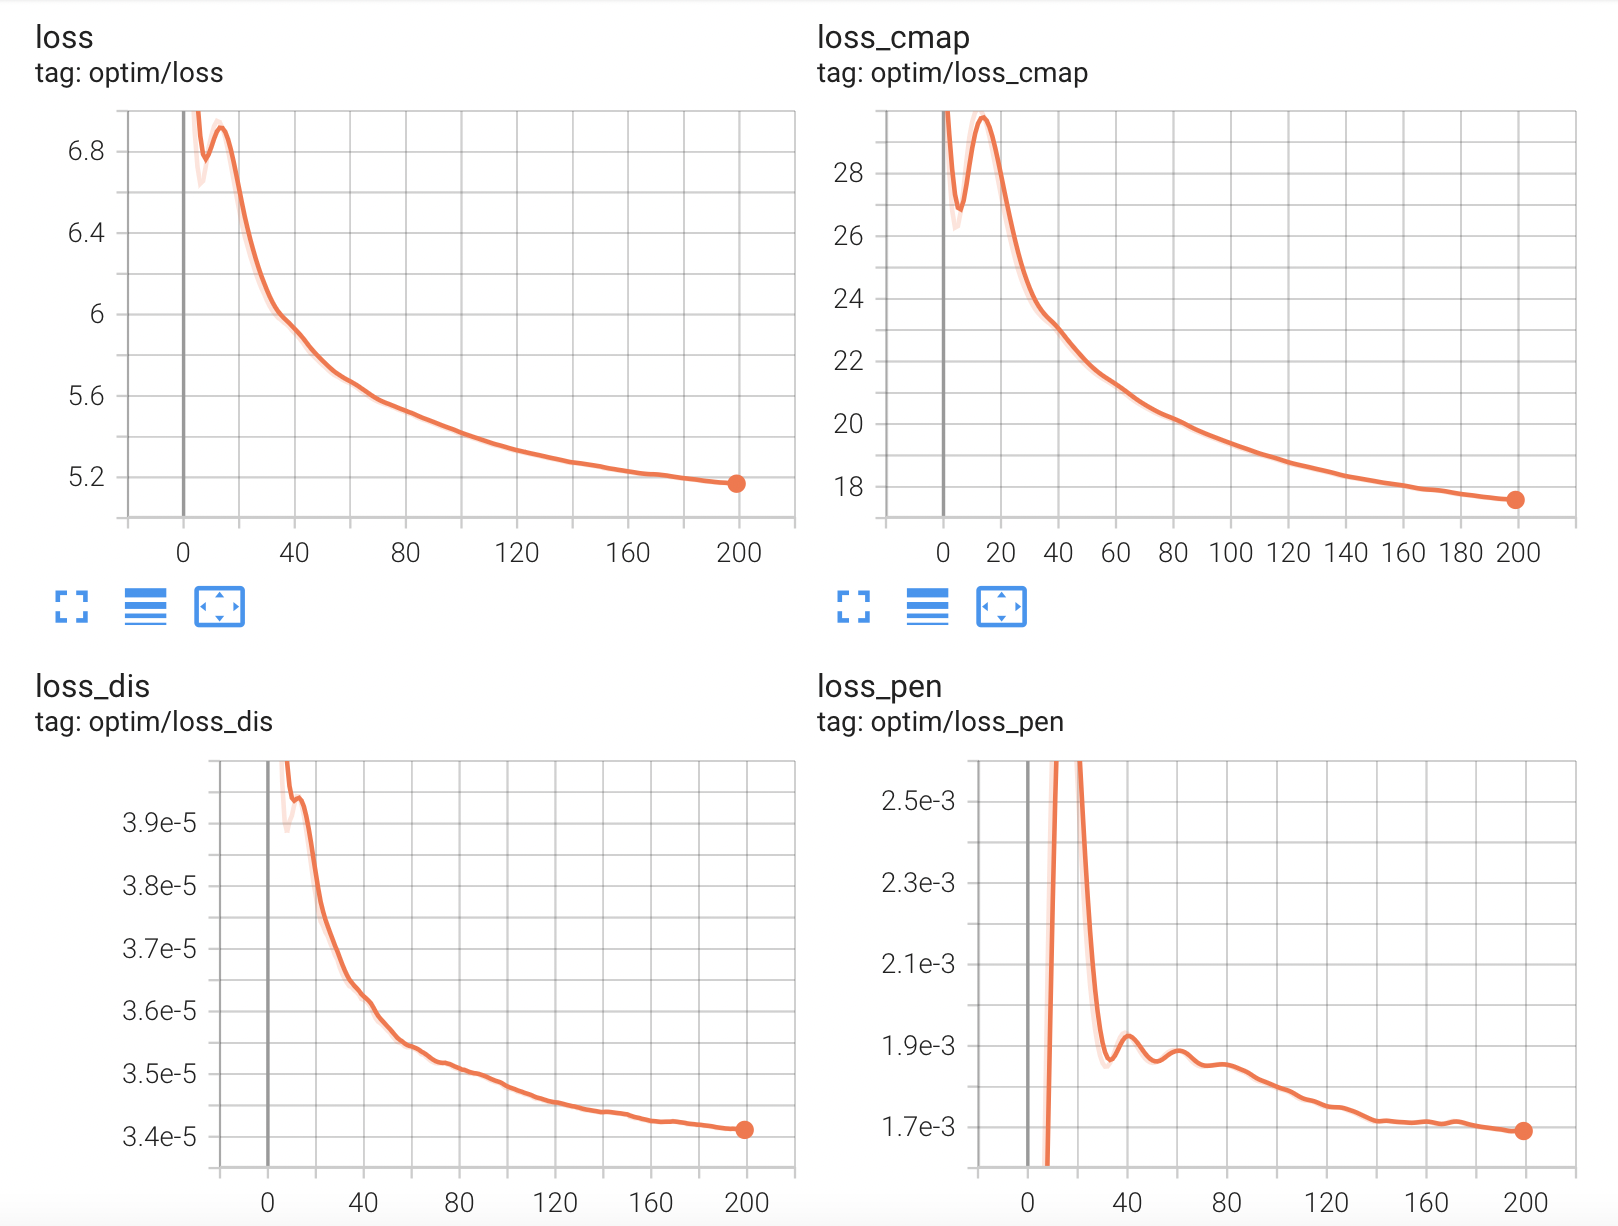 loss
tag: optim/loss
6.8
6.4
6
5.6
5.2
0 40 80 120 160 200
loss_cmap
tag: optim/loss_cmap
28
26
24
22
20
18
0 20 40 60 80 100 120 140 160 180 200
loss_dis
tag: optim/loss_dis
3.9e-5
3.8e-5
3.7e-5
3.6e-5
3.5e-5
3.4e-5
0 40 80 120 160 200
loss_pen
tag: optim/loss_pen
2.5e-3
2.3e-3
2.1e-3
1.9e-3
1.7e-3
0 40 80 120 160 200